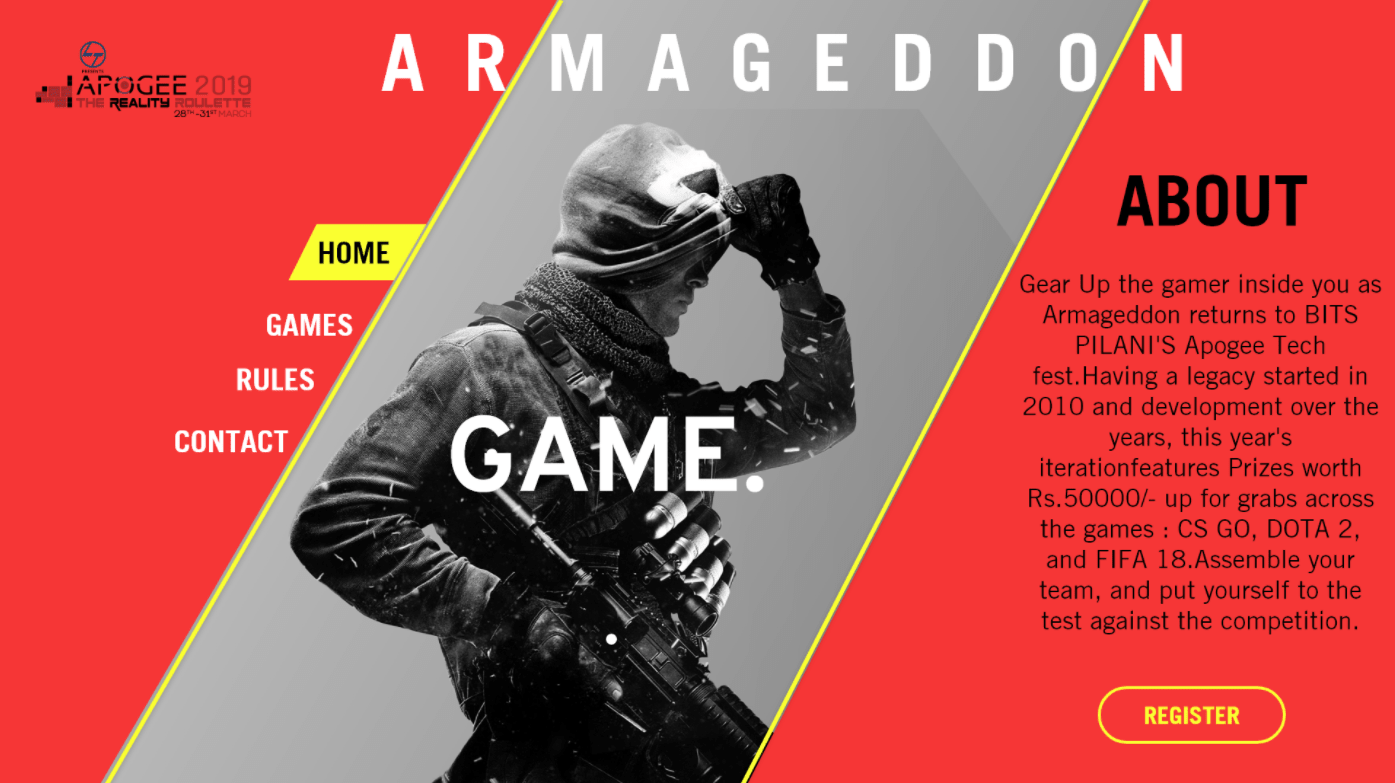 ARMAGEDDON
PRESENTS
APOGEE 2019
THE REALITY ROULETTE
28TH-31ST MARCH
HOME
GAMES
RULES
CONTACT
GAME.
ABOUT
Gear Up the gamer inside you as
Armageddon returns to BITS
PILANI'S Apogee Tech
fest.Having a legacy started in
2010 and development over the
years, this year's
iterationfeatures Prizes worth
Rs.50000/- up for grabs across
the games : CS GO, DOTA 2,
and FIFA 18.Assemble your
team, and put yourself to the
test against the competition.
REGISTER